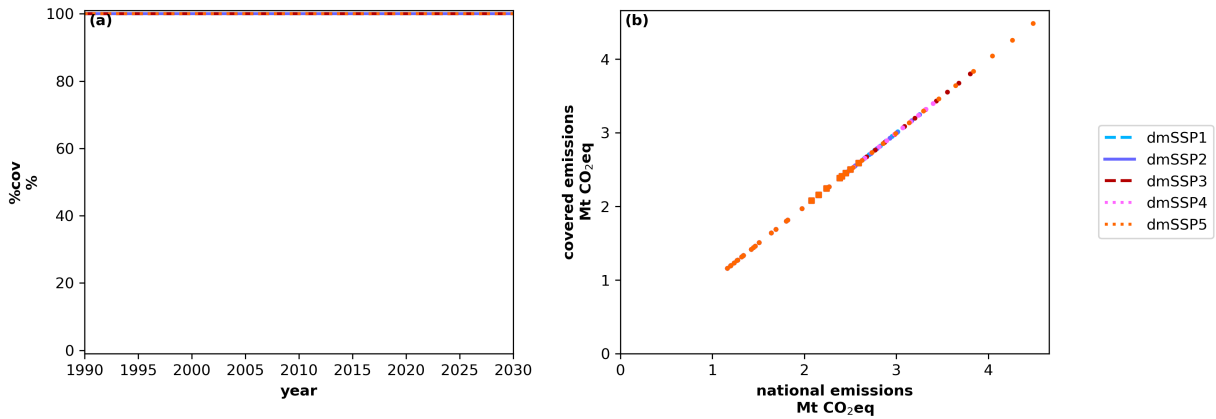 (a)
100
80
60
40
20
0
%cov
%
1990 1995 2000 2005 2010 2015 2020 2025 2030
year
(b)
4
3
2
1
0
covered emissions
Mt CO₂eq
0 1 2 3 4
national emissions
Mt CO₂eq
dmSSP1
dmSSP2
dmSSP3
dmSSP4
dmSSP5